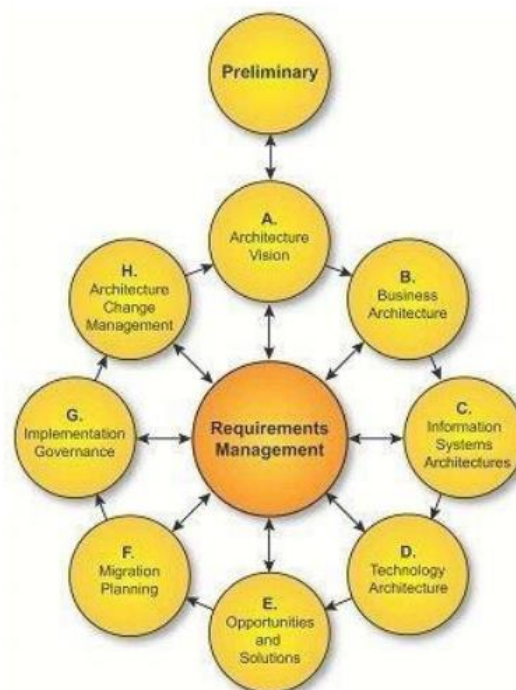 Preliminary
A.
Architecture
Vision
B.
Business
Architecture
C.
Information
Systems
Architectures
D.
Technology
Architecture
E.
Opportunities
and
Solutions
F.
Migration
Planning
G.
Implementation
Governance
H.
Architecture
Change
Management
Requirements
Management